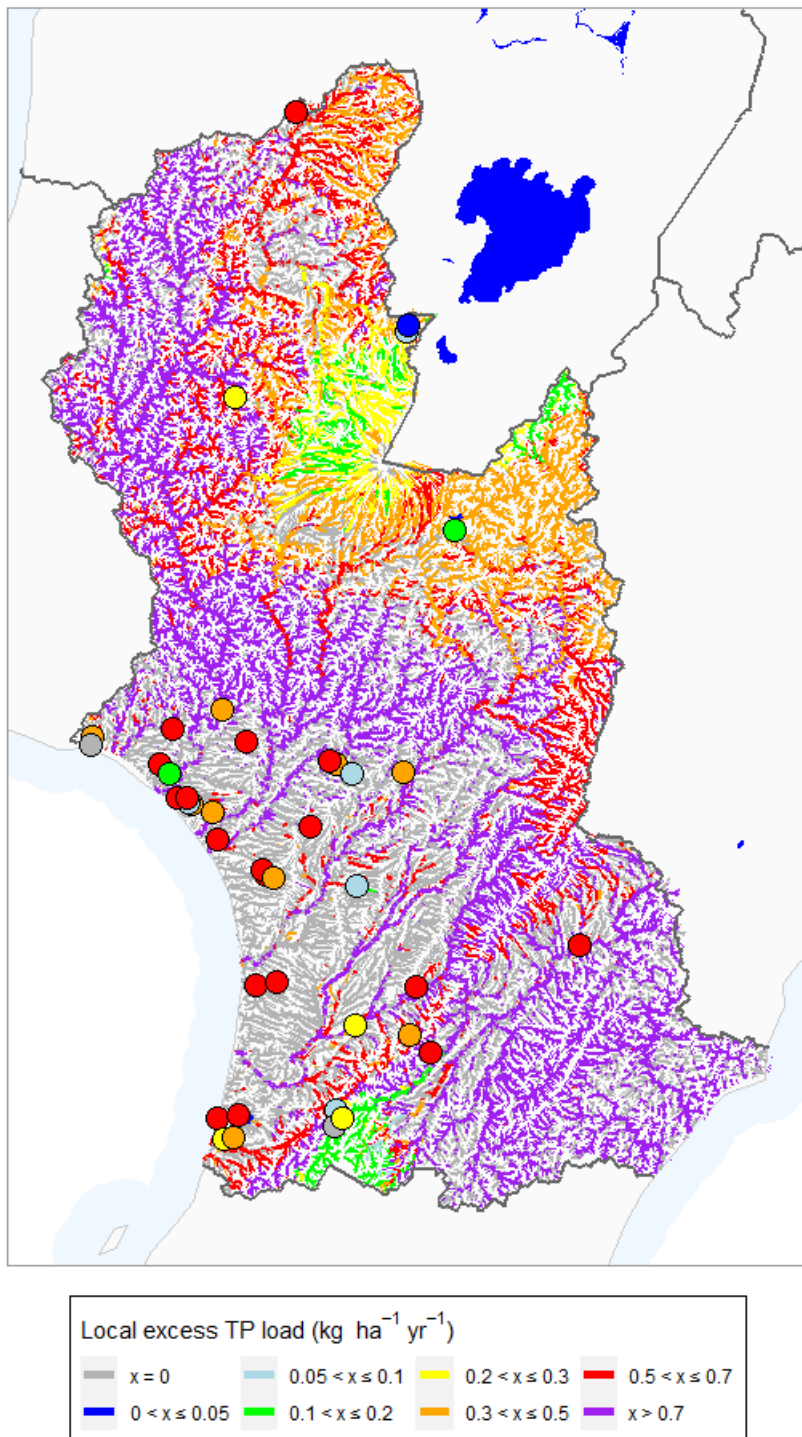 Local excess TP load (kg ha⁻¹ yr⁻¹)
x = 0 0.05 < x ≤ 0.1 0.2 < x ≤ 0.3 0.5 < x ≤ 0.7
0 < x ≤ 0.05 0.1 < x ≤ 0.2 0.3 < x ≤ 0.5 x > 0.7